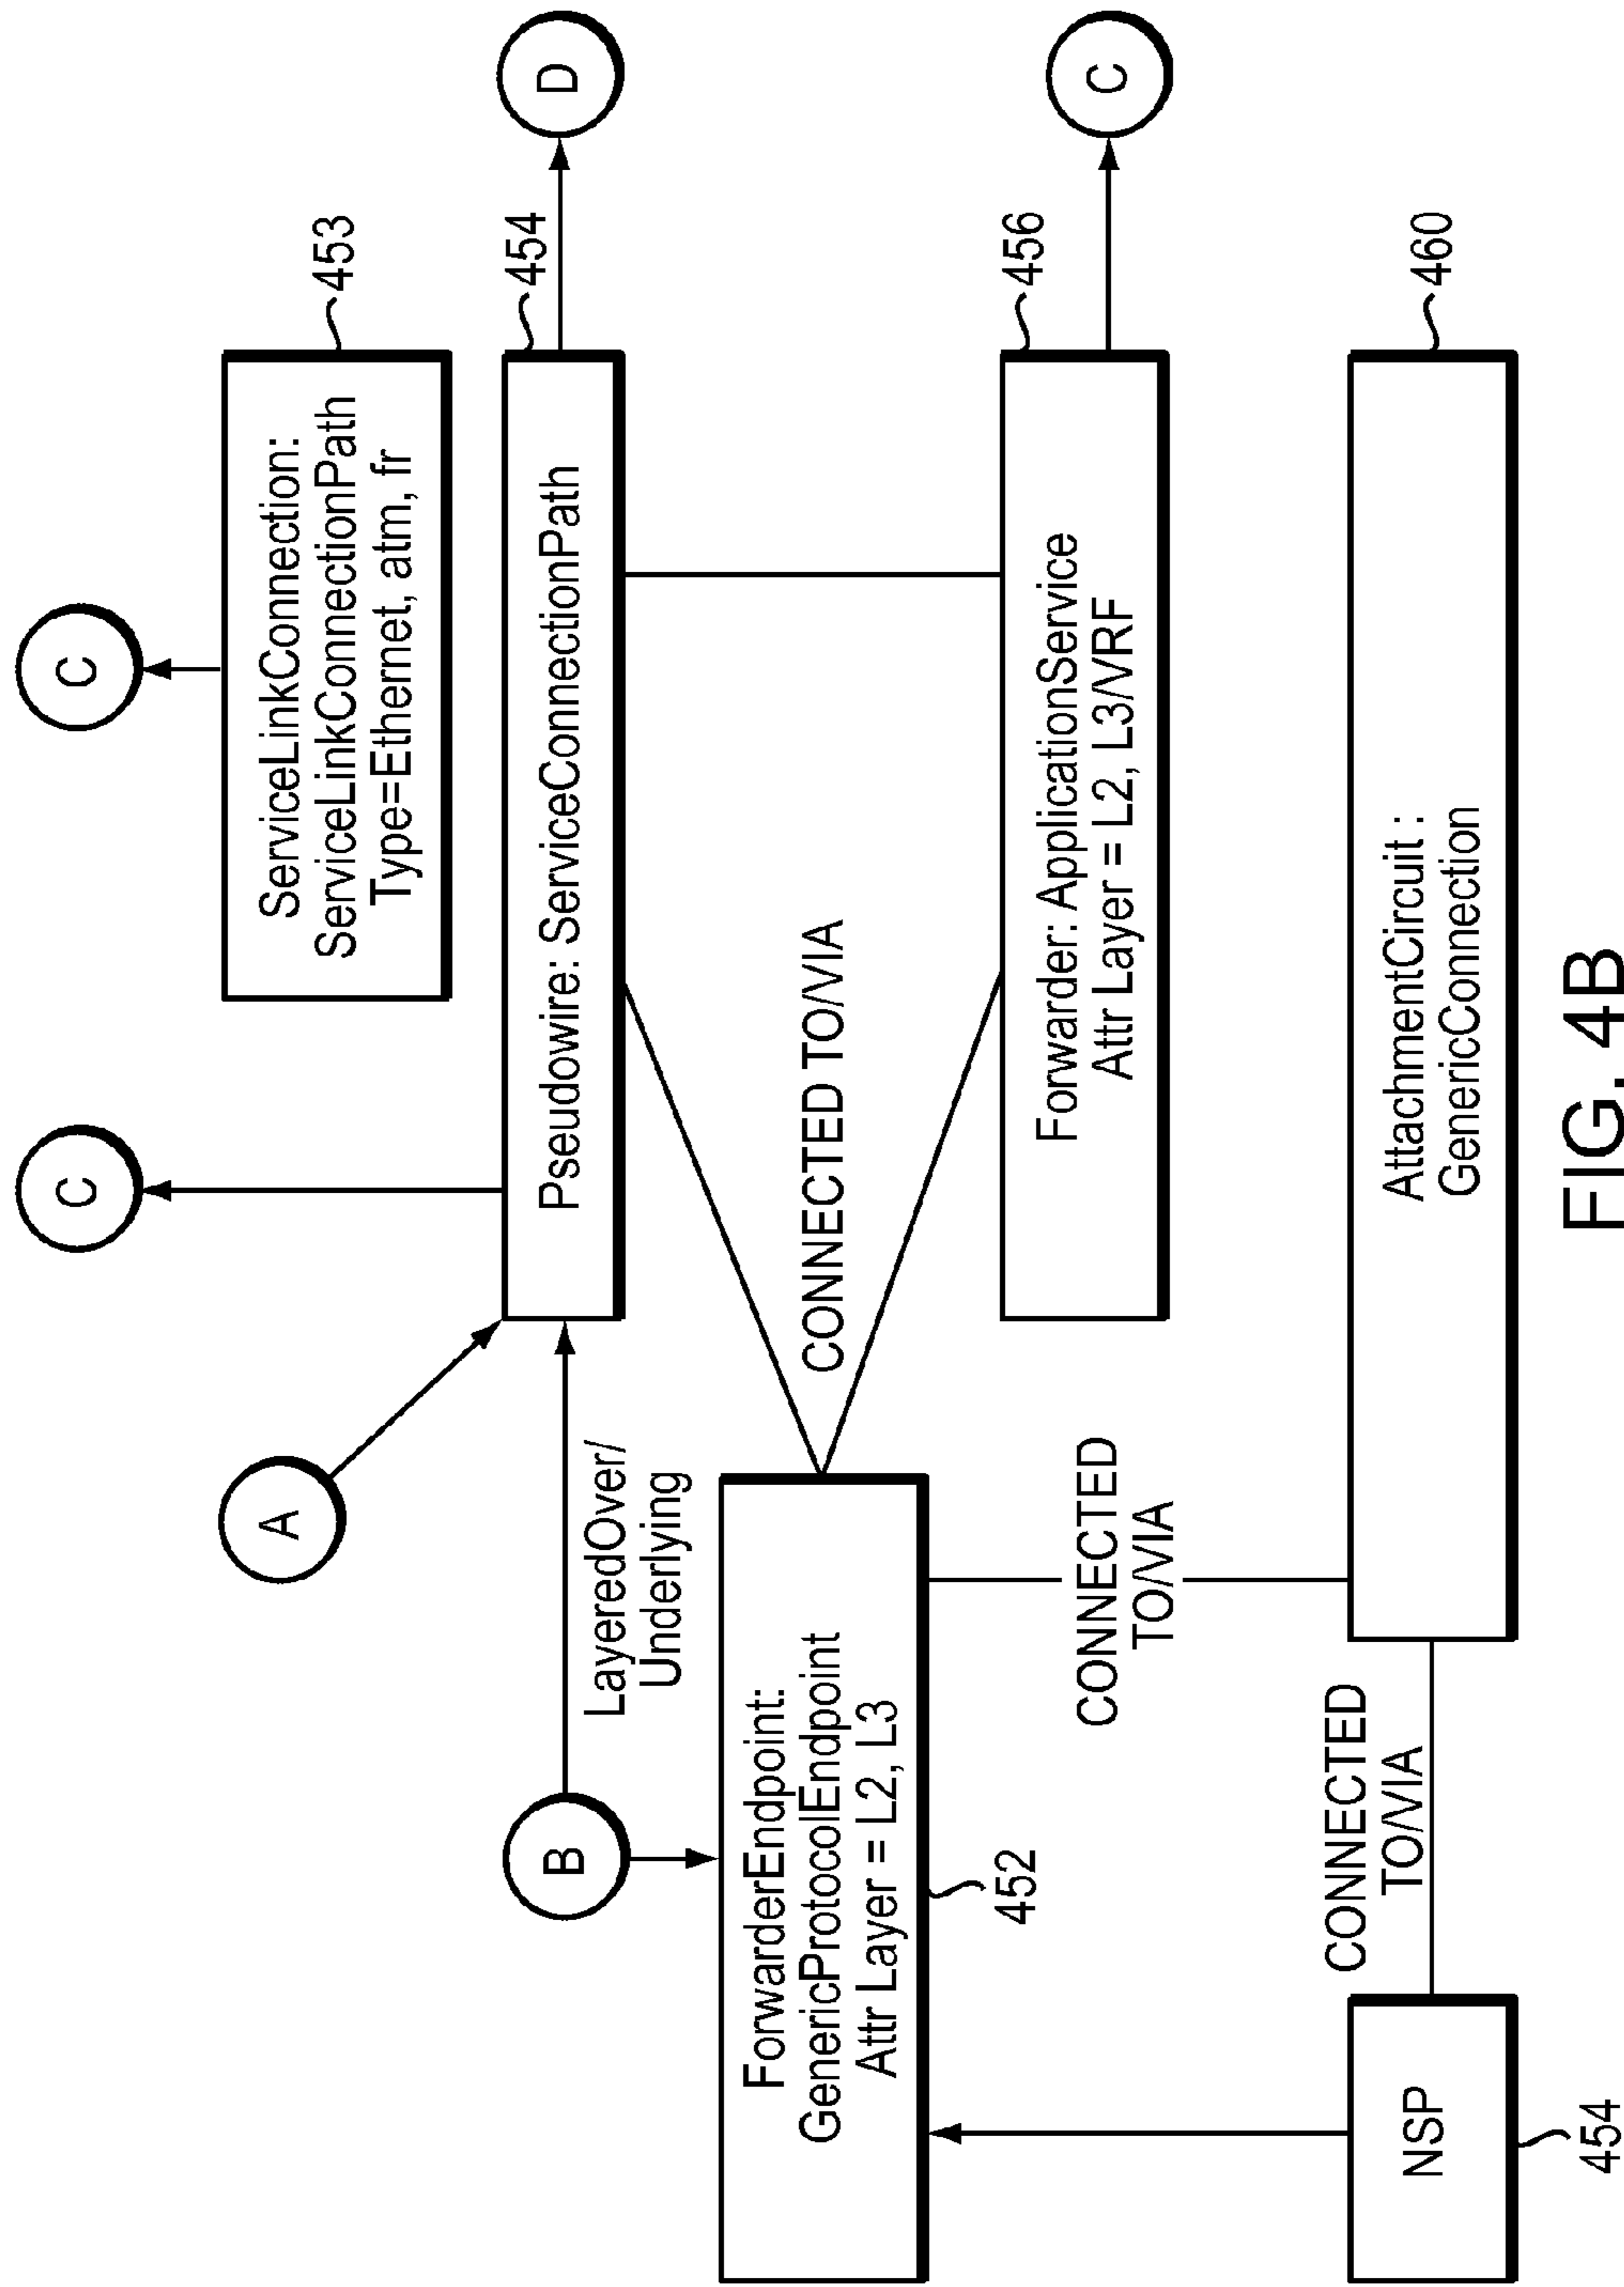 C
C
ServiceLinkConnection:
ServiceLinkConnectionPath
Type=Ethernet, atm, fr
453
A
B
LayeredOver/
Underlying
Pseudowire: ServiceConnectionPath
454
D
ForwarderEndpoint:
GenericProtocolEndpoint
Attr Layer = L2, L3
452
CONNECTED TO/VIA
Forwarder: ApplicationService
Attr Layer = L2, L3/VRF
456
C
CONNECTED
TO/VIA
NSP
454
CONNECTED
TO/VIA
AttachmentCircuit :
GenericConnection
460
FIG. 4B